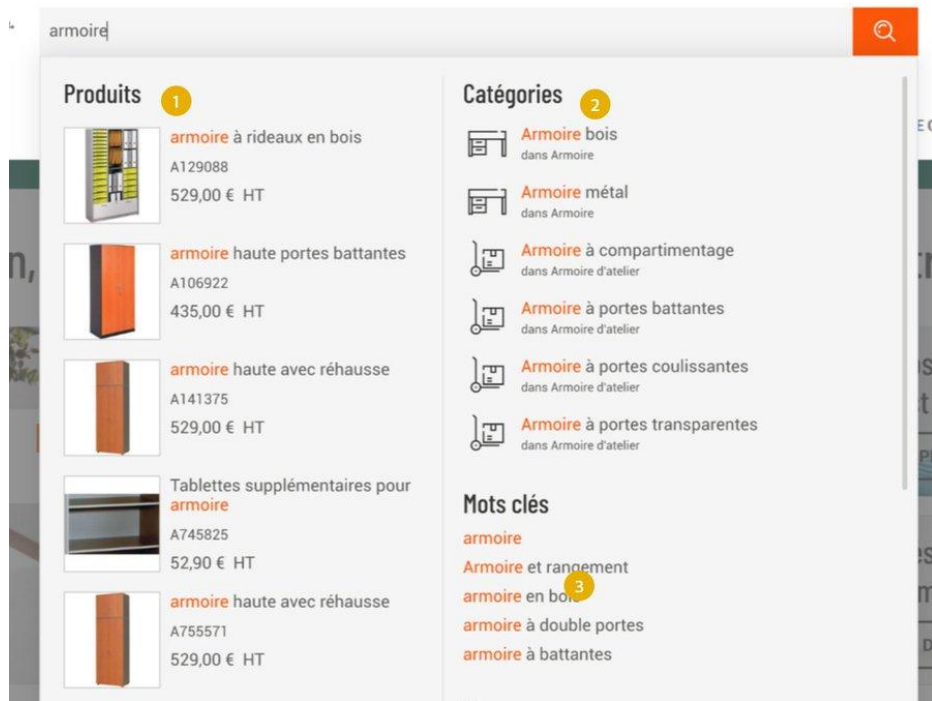 armoire
Produits
1
armoire à rideaux en bois
A129088
529,00 € HT
armoire haute portes battantes
A106922
435,00 € HT
armoire haute avec réhausse
A141375
529,00 € HT
Tablettes supplémentaires pour
armoire
A745825
52,90 € HT
armoire haute avec réhausse
A755571
529,00 € HT
Catégories
2
Armoire bois
dans Armoire
Armoire métal
dans Armoire
Armoire à compartimentage
dans Armoire d'atelier
Armoire à portes battantes
dans Armoire d'atelier
Armoire à portes coulissantes
dans Armoire d'atelier
Armoire à portes transparentes
dans Armoire d'atelier
Mots clés
armoire
Armoire et rangement
3
armoire en bois
armoire à double portes
armoire à battantes